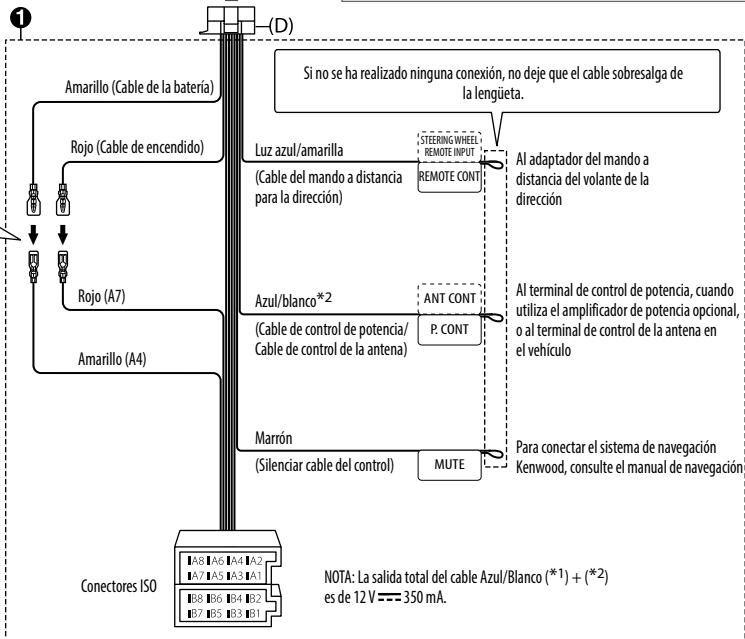 ❶
(D)
Si no se ha realizado ninguna conexión, no deje que el cable sobresalga de
la lengüeta.
Amarillo (Cable de la batería)
Rojo (Cable de encendido)
Luz azul/amarilla
(Cable del mando a distancia
para la dirección)
STEERING WHEEL
REMOTE INPUT
REMOTE CONT
Al adaptador del mando a
distancia del volante de la
dirección
Rojo (A7)
Azul/blanco*2
(Cable de control de potencia/
Cable de control de la antena)
ANT CONT
P. CONT
Al terminal de control de potencia, cuando
utiliza el amplificador de potencia opcional,
o al terminal de control de la antena en
el vehículo
Amarillo (A4)
Marrón
(Silenciar cable del control)
MUTE
Para conectar el sistema de navegación
Kenwood, consulte el manual de navegación
Conectores ISO
A8 A6 A4 A2
A7 A5 A3 A1
B8 B6 B4 B2
B7 B5 B3 B1
NOTA: La salida total del cable Azul/Blanco (*1) + (*2)
es de 12 V ⎓ 350 mA.